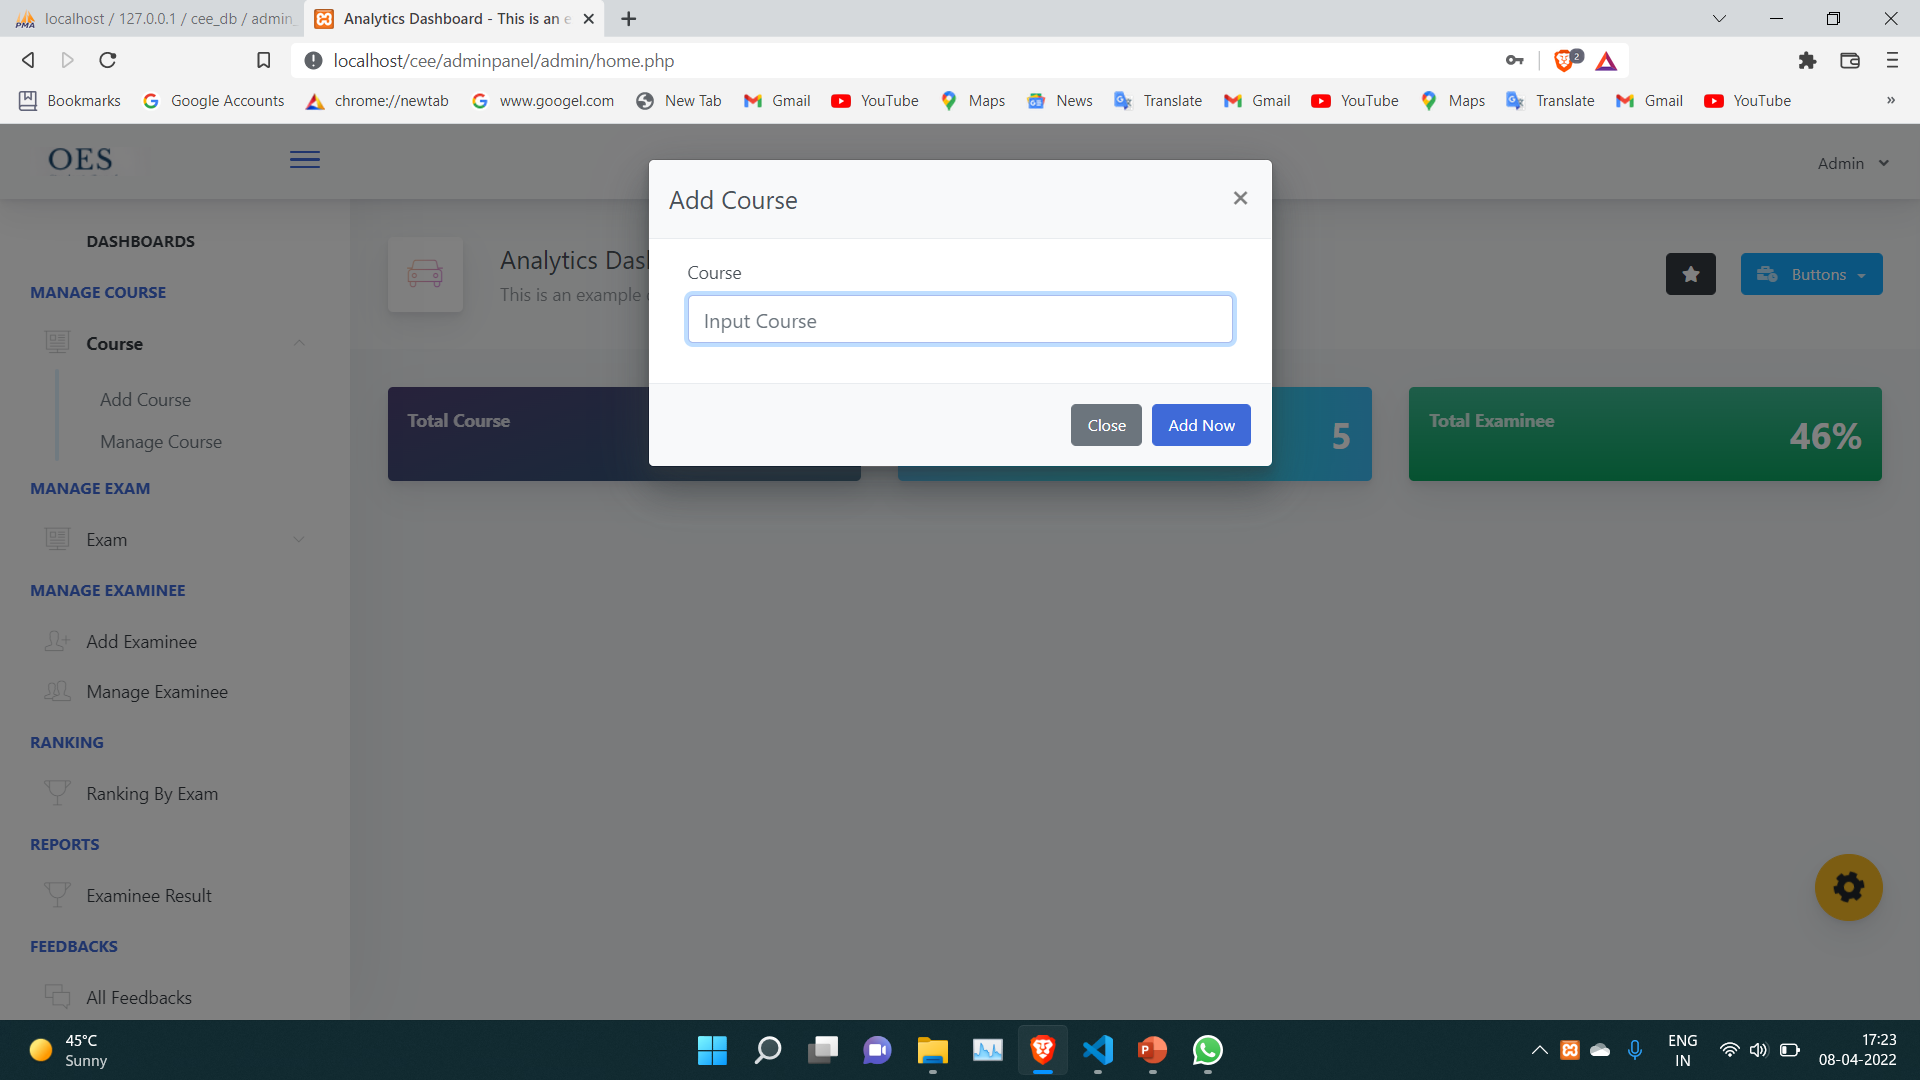 localhost / 127.0.0.1 / cee_db / admin_
Analytics Dashboard - This is an e
localhost/cee/adminpanel/admin/home.php
2
Bookmarks
Google Accounts
chrome://newtab
www.googel.com
New Tab
Gmail
YouTube
Maps
News
Translate
Gmail
YouTube
Maps
Translate
Gmail
YouTube
»
OES
Admin
Add Course
×
Course
Input Course
Close
Add Now
DASHBOARDS
MANAGE COURSE
Course
Add Course
Manage Course
MANAGE EXAM
Exam
MANAGE EXAMINEE
Add Examinee
Manage Examinee
RANKING
Ranking By Exam
REPORTS
Examinee Result
FEEDBACKS
All Feedbacks
Analytics Das
This is an example
Buttons
Total Course
5
Total Examinee
46%
45°C
Sunny
ENG
IN
17:23
08-04-2022